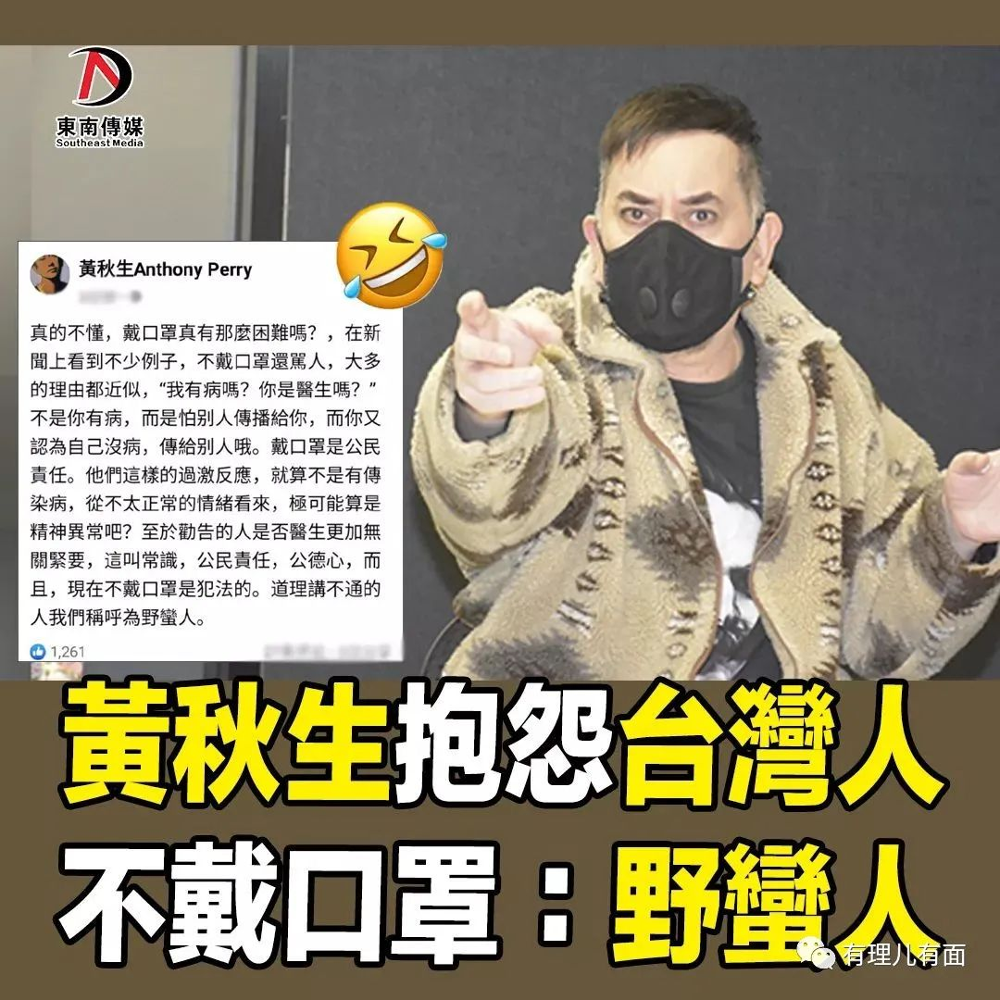 東南傳媒
Southeast Media
黃秋生Anthony Perry
真的不懂，戴口罩真有那麼困難嗎？，在新
聞上看到不少例子，不戴口罩還罵人，大多
的理由都近似，“我有病嗎？你是醫生嗎？”
不是你有病，而是怕别人傳播給你，而你又
認為自己沒病，傳給别人哦。戴口罩是公民
責任。他們這樣的過激反應，就算不是有傳
染病，從不太正常的情緒看來，極可能算是
精神異常吧？至於勸告的人是否醫生更加無
關緊要，這叫常識，公民責任，公德心，而
且，現在不戴口罩是犯法的。道理講不通的
人我們稱呼為野蠻人。
1,261
黃秋生抱怨台灣人
不戴口罩：野蠻人
有理儿有面